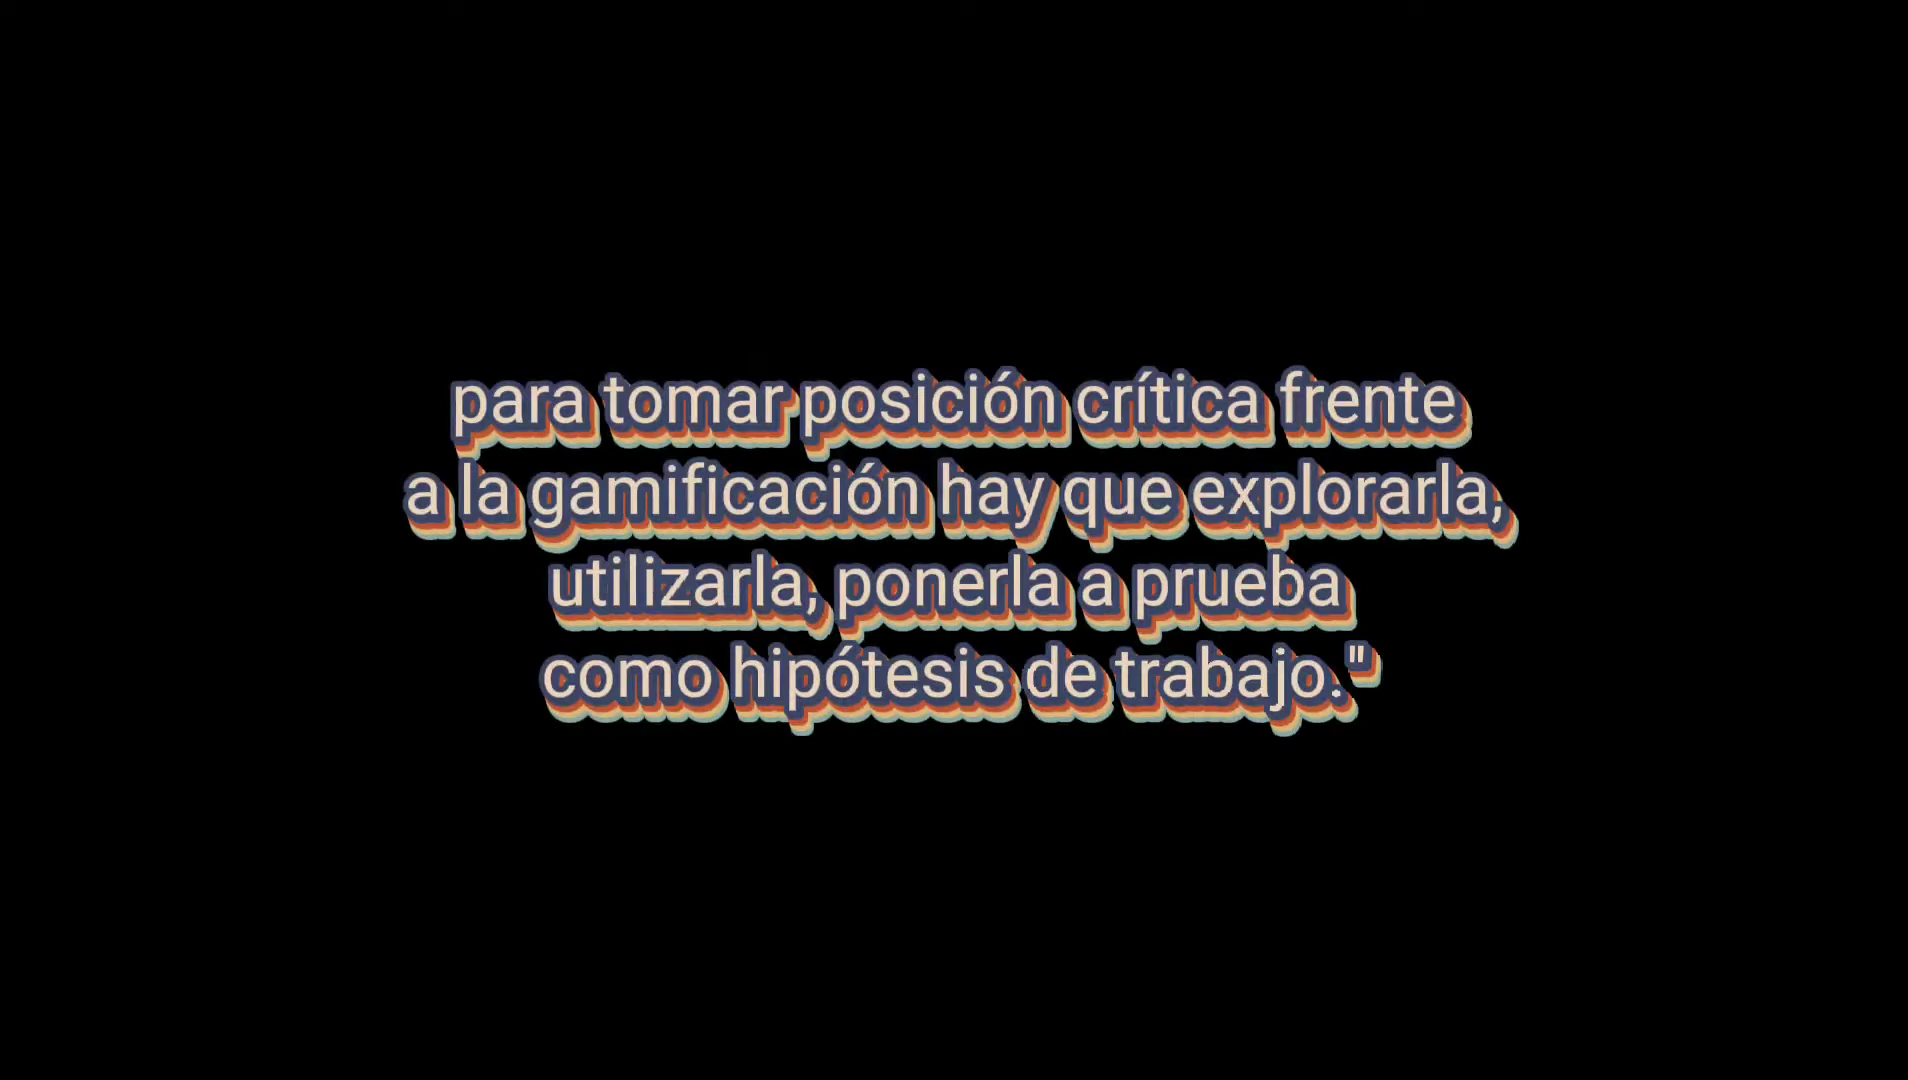 para tomar posición crítica frente
a la gamificación hay que explorarla,
utilizarla, ponerla a prueba
como hipótesis de trabajo."